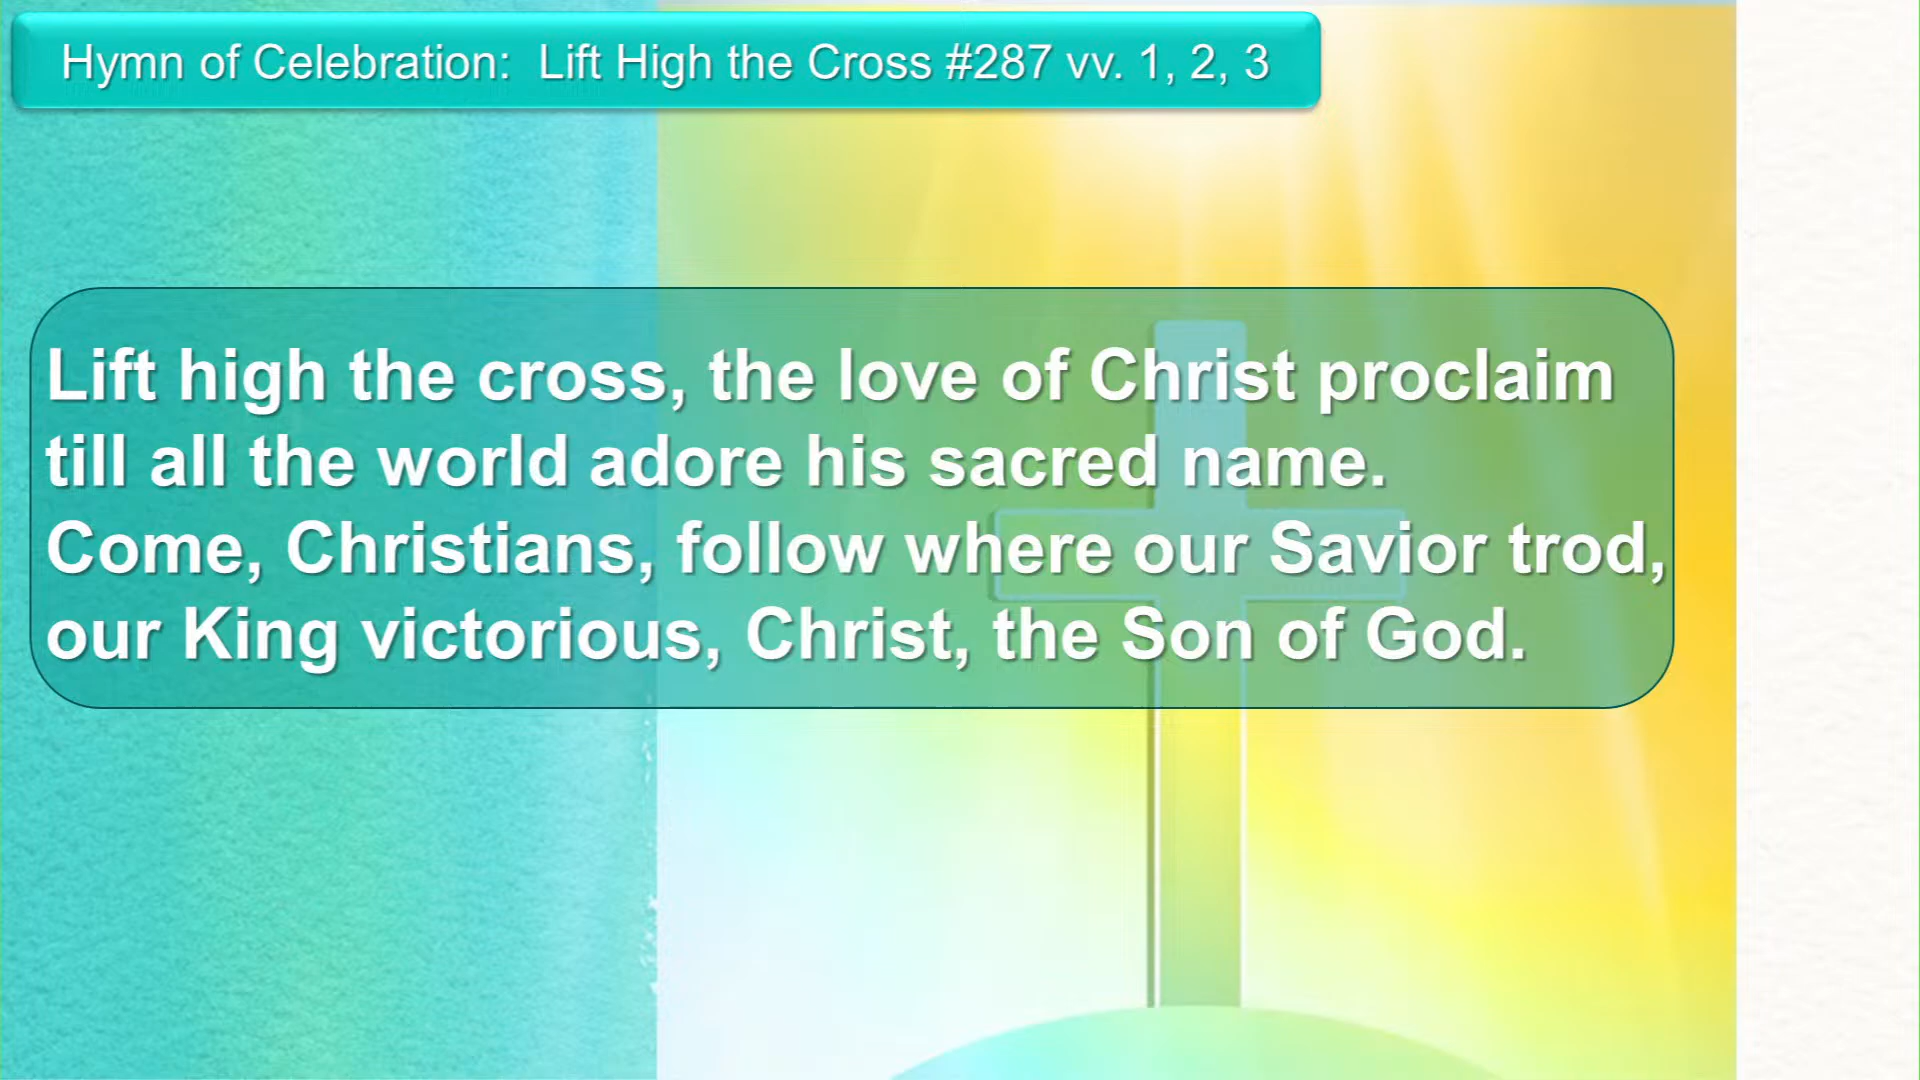 Hymn of Celebration:  Lift High the Cross #287 vv. 1, 2, 3
Lift high the cross, the love of Christ proclaim
till all the world adore his sacred name.
Come, Christians, follow where our Savior trod,
our King victorious, Christ, the Son of God.